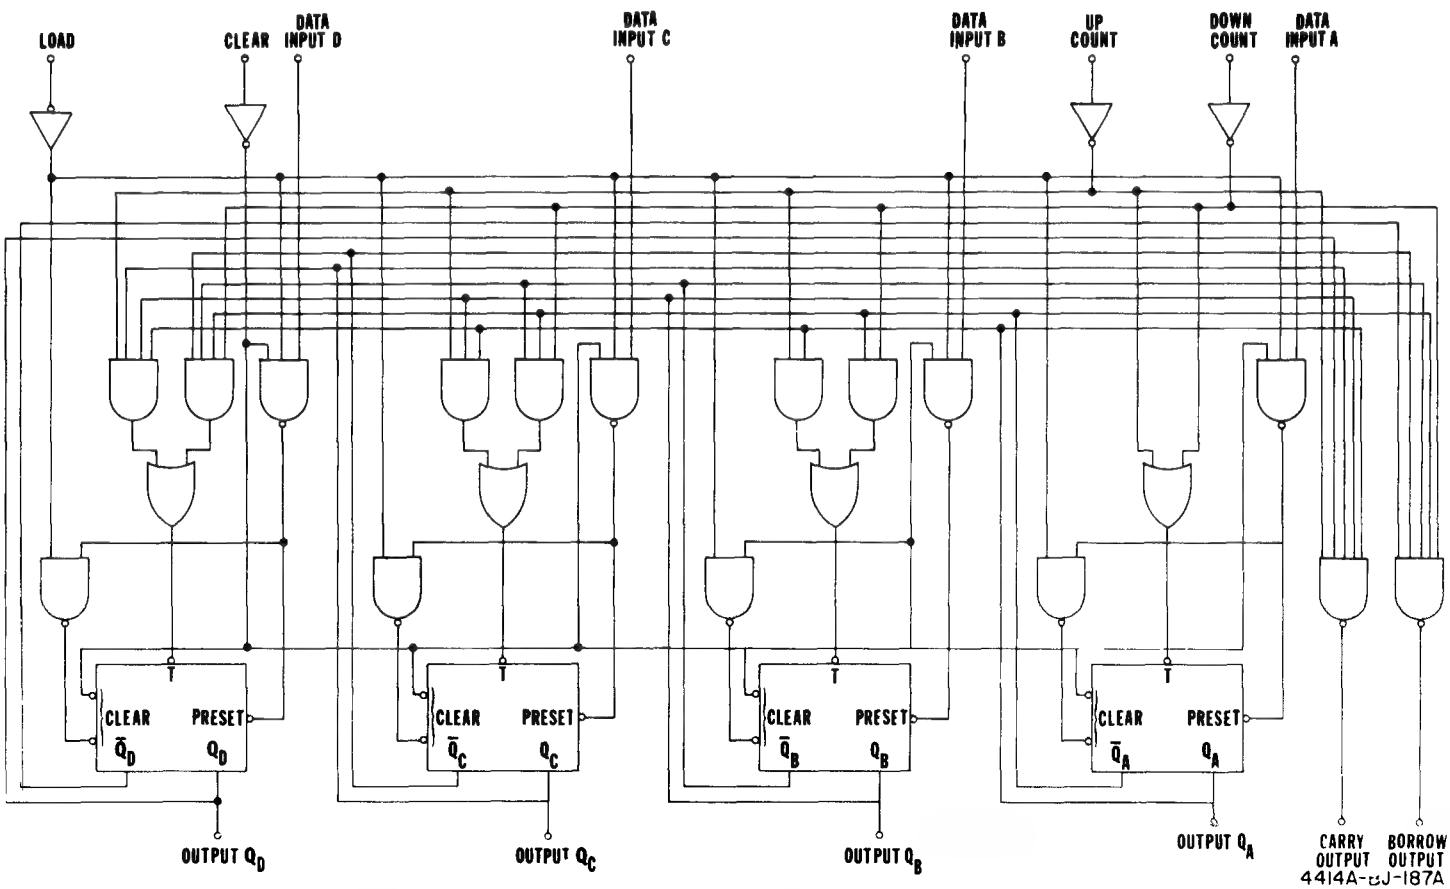 LOAD
CLEAR
DATA
INPUT D
DATA
INPUT C
DATA
INPUT B
UP
COUNT
DOWN
COUNT
DATA
INPUT A
T
CLEAR PRESET
Q̅D QD
T
CLEAR PRESET
Q̅C QC
T
CLEAR PRESET
Q̅B QB
T
CLEAR PRESET
Q̅A QA
OUTPUT QD
OUTPUT QC
OUTPUT QB
OUTPUT QA
CARRY
OUTPUT
BORROW
OUTPUT